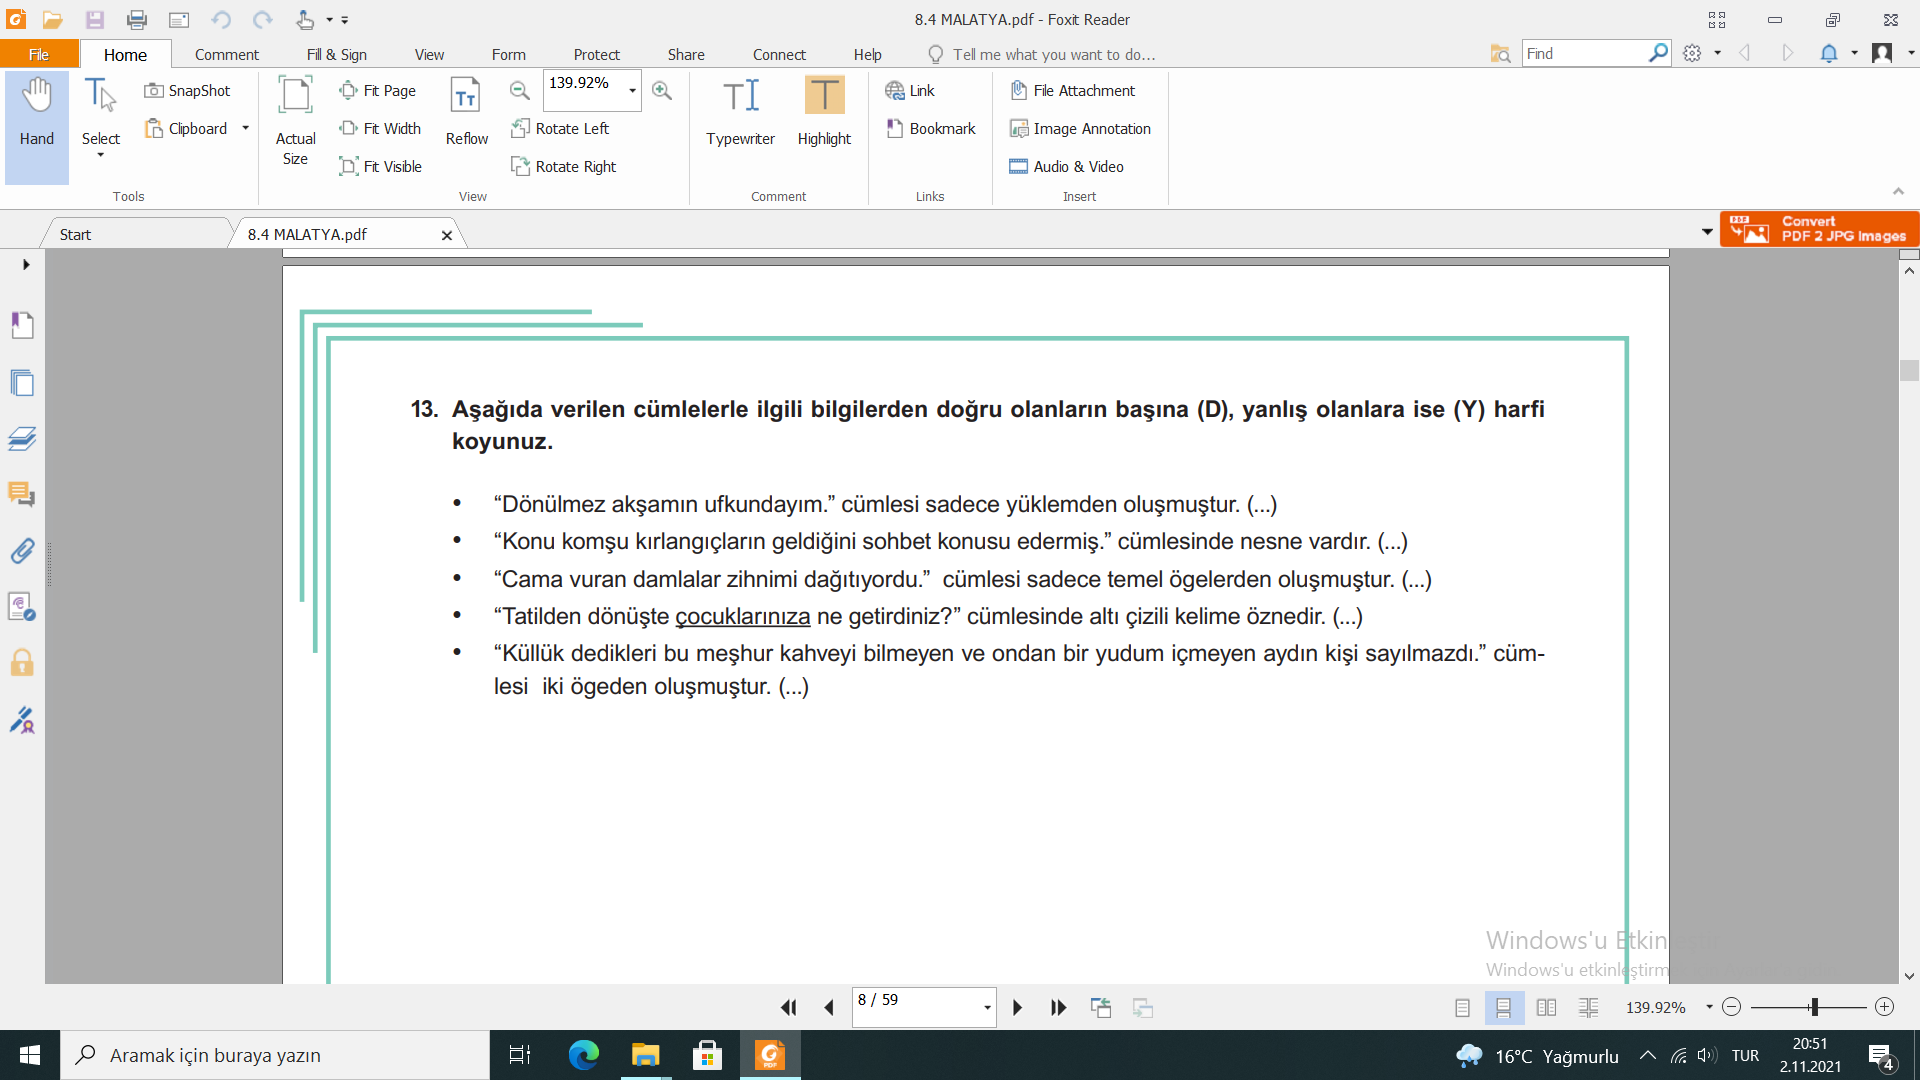 8.4 MALATYA.pdf - Foxit Reader
File Home Comment Fill & Sign View Form Protect Share Connect Help Tell me what you want to do... Find
Hand
Select
SnapShot
Clipboard
Tools
Actual Size
Fit Page
Fit Width
Fit Visible
Reflow
139.92%
Rotate Left
Rotate Right
View
Typewriter
Highlight
Comment
Link
Bookmark
Links
File Attachment
Image Annotation
Audio & Video
Insert
Start
8.4 MALATYA.pdf
Convert
PDF 2 JPG Images
13. Aşağıda verilen cümlelerle ilgili bilgilerden doğru olanların başına (D), yanlış olanlara ise (Y) harfi
koyunuz.
• “Dönülmez akşamın ufkundayım.” cümlesi sadece yüklemden oluşmuştur. (...)
• “Konu komşu kırlangıçların geldiğini sohbet konusu edermiş.” cümlesinde nesne vardır. (...)
• “Cama vuran damlalar zihnimi dağıtıyordu.” cümlesi sadece temel ögelerden oluşmuştur. (...)
• “Tatilden dönüşte çocuklarınıza ne getirdiniz?” cümlesinde altı çizili kelime öznedir. (...)
• “Küllük dedikleri bu meşhur kahveyi bilmeyen ve ondan bir yudum içmeyen aydın kişi sayılmazdı.” cüm-
lesi iki ögeden oluşmuştur. (...)
Windows'u Etkin
Windows'u etkinleştirm
8 / 59
139.92%
Aramak için buraya yazın
16°C Yağmurlu
TUR
20:51
2.11.2021
4